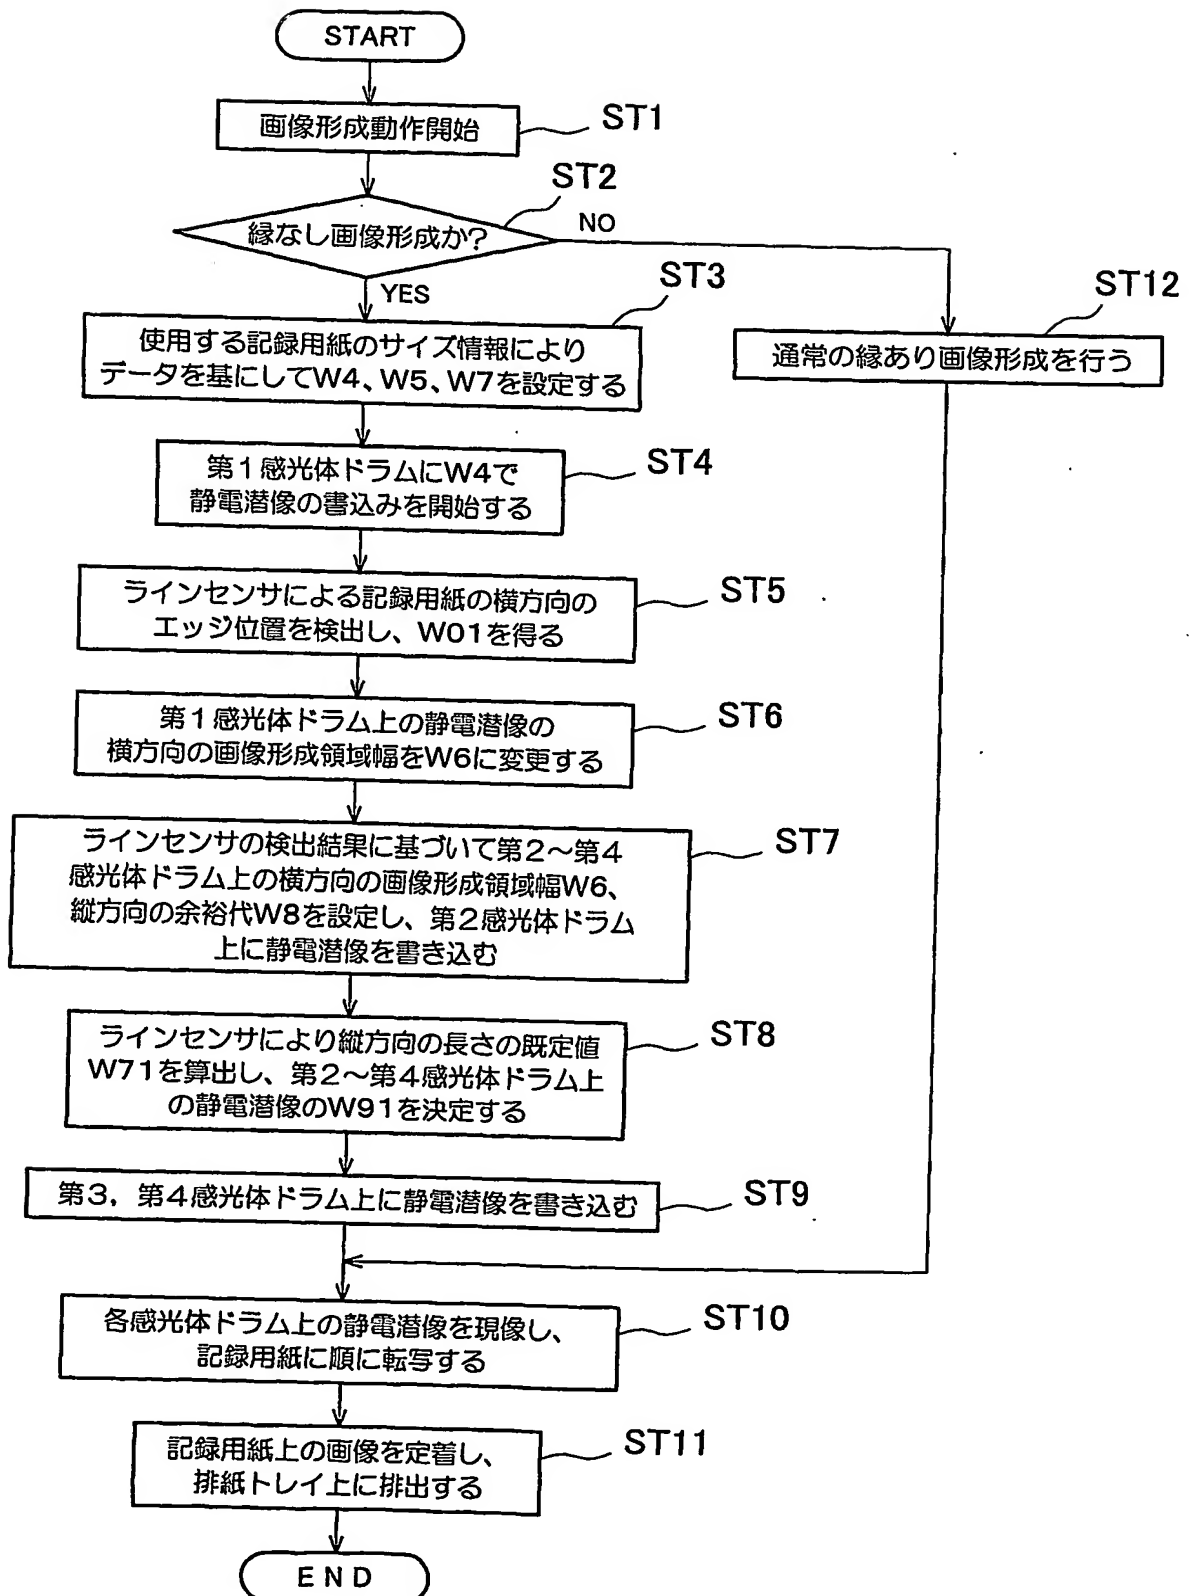 START
画像形成動作開始
ST1
ST2
縁なし画像形成か?
NO
YES
ST3
使用する記録用紙のサイズ情報により
データを基にしてW4、W5、W7を設定する
ST12
通常の縁あり画像形成を行う
ST4
第1感光体ドラムにW4で
静電潜像の書込みを開始する
ST5
ラインセンサによる記録用紙の横方向の
エッジ位置を検出し、W01を得る
ST6
第1感光体ドラム上の静電潜像の
横方向の画像形成領域幅をW6に変更する
ST7
ラインセンサの検出結果に基づいて第2〜第4
感光体ドラム上の横方向の画像形成領域幅W6、
縦方向の余裕代W8を設定し、第2感光体ドラム
上に静電潜像を書き込む
ST8
ラインセンサにより縦方向の長さの既定値
W71を算出し、第2〜第4感光体ドラム上
の静電潜像のW91を決定する
ST9
第3,第4感光体ドラム上に静電潜像を書き込む
ST10
各感光体ドラム上の静電潜像を現像し、
記録用紙に順に転写する
ST11
記録用紙上の画像を定着し、
排紙トレイ上に排出する
END